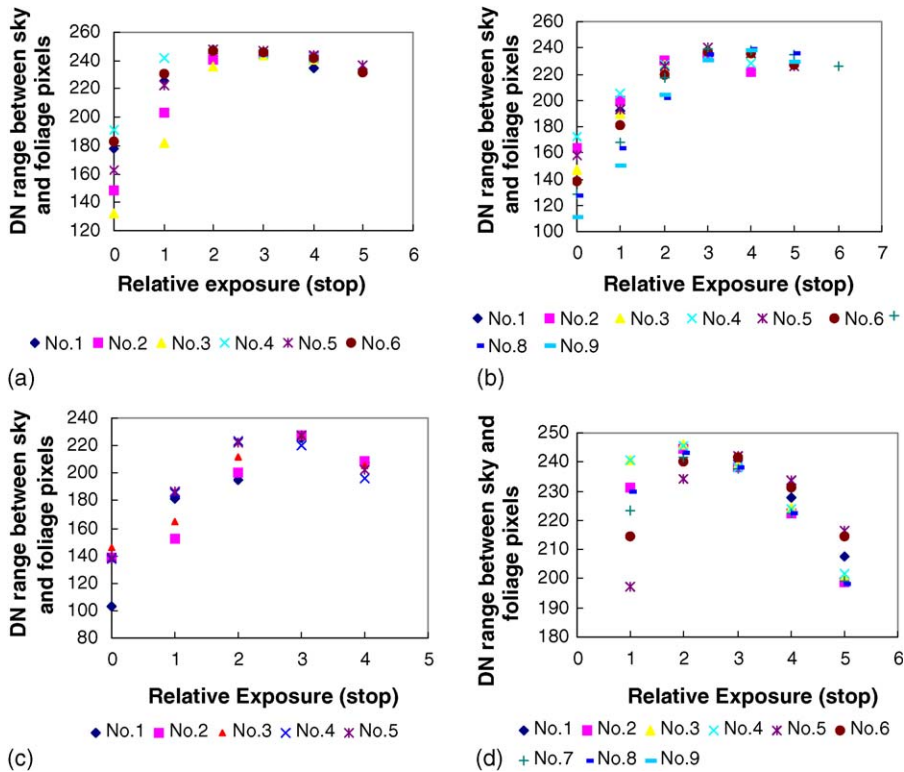 DN range between sky
and foliage pixels
260
240
220
200
180
160
140
120
0 1 2 3 4 5 6
Relative exposure (stop)
No.1 No.2 No.3 No.4 No.5 No.6
(a)
DN range between sky
and foliage pixels
260
240
220
200
180
160
140
120
100
0 1 2 3 4 5 6 7
Relative Exposure (stop)
No.1 No.2 No.3 No.4 No.5 No.6
No.8 No.9
(b)
DN range between sky
and foliage pixels
240
220
200
180
160
140
120
100
80
0 1 2 3 4 5
Relative Exposure (stop)
No.1 No.2 No.3 No.4 No.5
(c)
DN range between sky and
foliage pixels
250
240
230
220
210
200
190
180
0 1 2 3 4 5 6
Relative Exposure (stop)
No.1 No.2 No.3 No.4 No.5 No.6
No.7 No.8 No.9
(d)